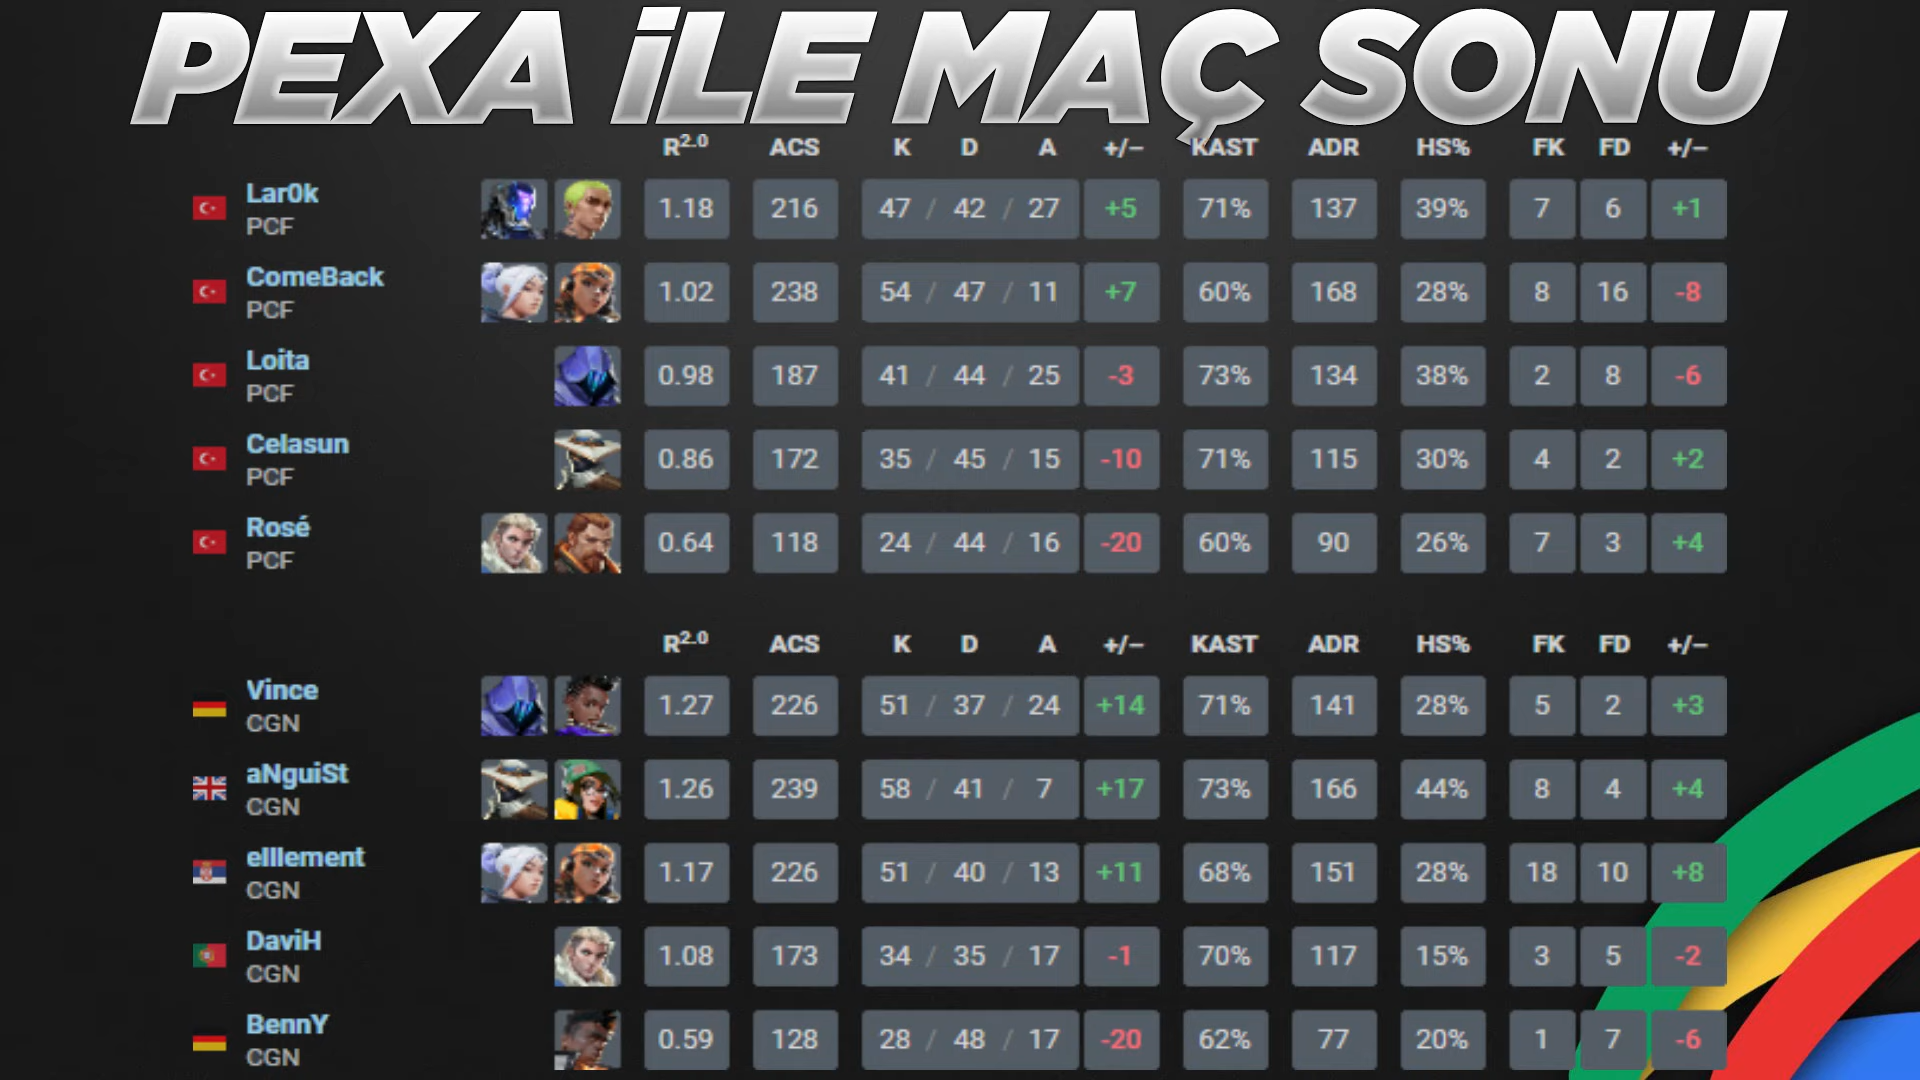 PEXA iLE MAÇ SONU
R2.0 ACS K D A +/– KAST ADR HS% FK FD +/–
Lar0k
PCF
1.18 216 47 / 42 / 27 +5 71% 137 39% 7 6 +1
ComeBack
PCF
1.02 238 54 / 47 / 11 +7 60% 168 28% 8 16 -8
Loita
PCF
0.98 187 41 / 44 / 25 -3 73% 134 38% 2 8 -6
Celasun
PCF
0.86 172 35 / 45 / 15 -10 71% 115 30% 4 2 +2
Rosé
PCF
0.64 118 24 / 44 / 16 -20 60% 90 26% 7 3 +4
R2.0 ACS K D A +/– KAST ADR HS% FK FD +/–
Vince
CGN
1.27 226 51 / 37 / 24 +14 71% 141 28% 5 2 +3
aNguiSt
CGN
1.26 239 58 / 41 / 7 +17 73% 166 44% 8 4 +4
elllement
CGN
1.17 226 51 / 40 / 13 +11 68% 151 28% 18 10 +8
DaviH
CGN
1.08 173 34 / 35 / 17 -1 70% 117 15% 3 5 -2
BennY
CGN
0.59 128 28 / 48 / 17 -20 62% 77 20% 1 7 -6